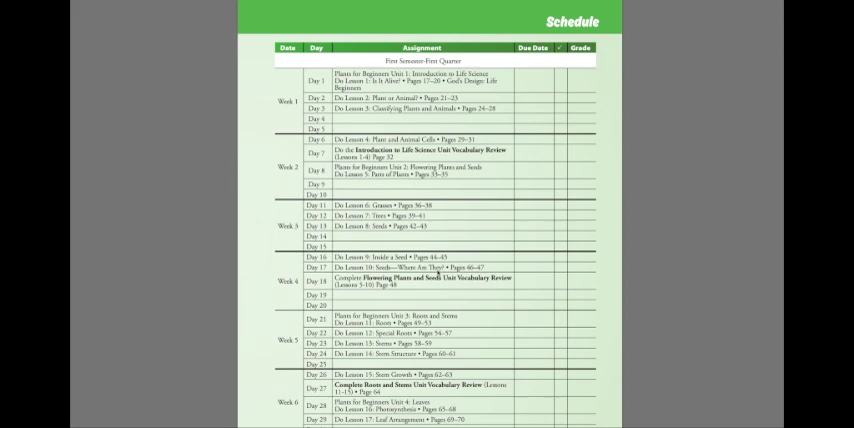 Schedule
Date Day Assignment Due Date ✓ Grade
First Semester-First Quarter
Week 1
Day 1
Plants for Beginners Unit 1: Introduction to Life Science
Do Lesson 1: Is It Alive? • Pages 17–20 • God's Design: Life
Beginners
Day 2 Do Lesson 2: Plant or Animal? • Pages 21–23
Day 3 Do Lesson 3: Classifying Plants and Animals • Pages 24–28
Day 4
Day 5
Week 2
Day 6 Do Lesson 4: Plant and Animal Cells • Pages 29–31
Day 7
Do the Introduction to Life Science Unit Vocabulary Review
(Lessons 1-4) Page 32
Day 8
Plants for Beginners Unit 2: Flowering Plants and Seeds
Do Lesson 5: Parts of Plants • Pages 33–35
Day 9
Day 10
Week 3
Day 11 Do Lesson 6: Grasses • Pages 36–38
Day 12 Do Lesson 7: Trees • Pages 39–41
Day 13 Do Lesson 8: Seeds • Pages 42–43
Day 14
Day 15
Week 4
Day 16 Do Lesson 9: Inside a Seed • Pages 44–45
Day 17 Do Lesson 10: Seeds—Where Are They? • Pages 46–47
Day 18
Complete Flowering Plants and Seeds Unit Vocabulary Review
(Lessons 5-10) Page 48
Day 19
Day 20
Week 5
Day 21
Plants for Beginners Unit 3: Roots and Stems
Do Lesson 11: Roots • Pages 49–53
Day 22 Do Lesson 12: Special Roots • Pages 54–57
Day 23 Do Lesson 13: Stems • Pages 58–59
Day 24 Do Lesson 14: Stem Structure • Pages 60–61
Day 25
Week 6
Day 26 Do Lesson 15: Stem Growth • Pages 62–63
Day 27
Complete Roots and Stems Unit Vocabulary Review (Lessons
11-15) • Page 64
Day 28
Plants for Beginners Unit 4: Leaves
Do Lesson 16: Photosynthesis • Pages 65–68
Day 29 Do Lesson 17: Leaf Arrangement • Pages 69–70